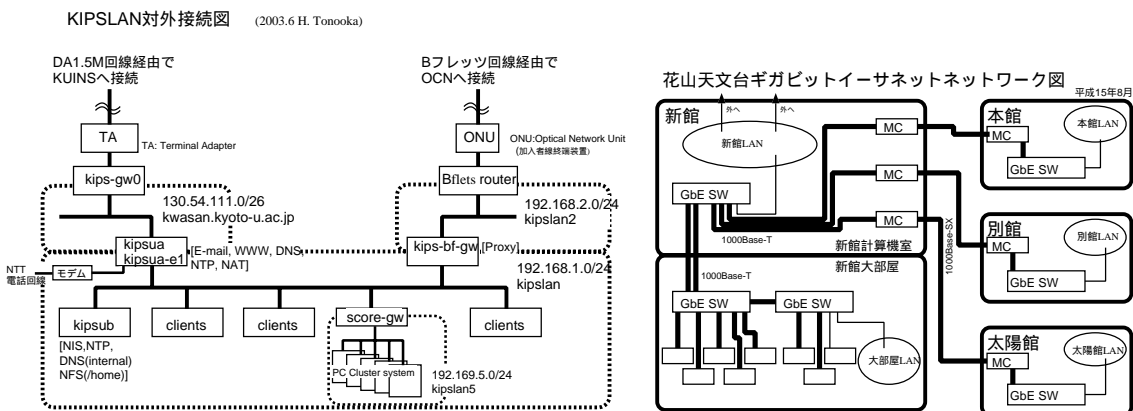 KIPSLAN対外接続図 (2003.6 H. Tonooka)
DA1.5M回線経由で
KUINSへ接続
Bフレッツ回線経由で
OCNへ接続
TA
TA: Terminal Adapter
ONU
ONU:Optical Network Unit
(加入者線終端装置)
kips-gw0
Bflets router
130.54.111.0/26
kwasan.kyoto-u.ac.jp
192.168.2.0/24
kipslan2
kipsua
kipsua-e1
[E-mail, WWW, DNS,
NTP, NAT]
kips-bf-gw
[Proxy]
NTT
電話回線
モデム
192.168.1.0/24
kipslan
kipsub
clients
clients
score-gw
clients
[NIS,NTP,
DNS(internal)
NFS(/home)]
PC Cluster system
192.169.5.0/24
kipslan5
花山天文台ギガビットイーサネットネットワーク図
平成15年8月
新館
外へ
外へ
新館LAN
MC
MC
MC
GbE SW
1000Base-T
新館計算機室
1000Base-SX
新館大部屋
1000Base-T
GbE SW
GbE SW
大部屋LAN
本館
MC
本館LAN
GbE SW
別館
MC
別館LAN
GbE SW
太陽館
MC
太陽館LAN
GbE SW